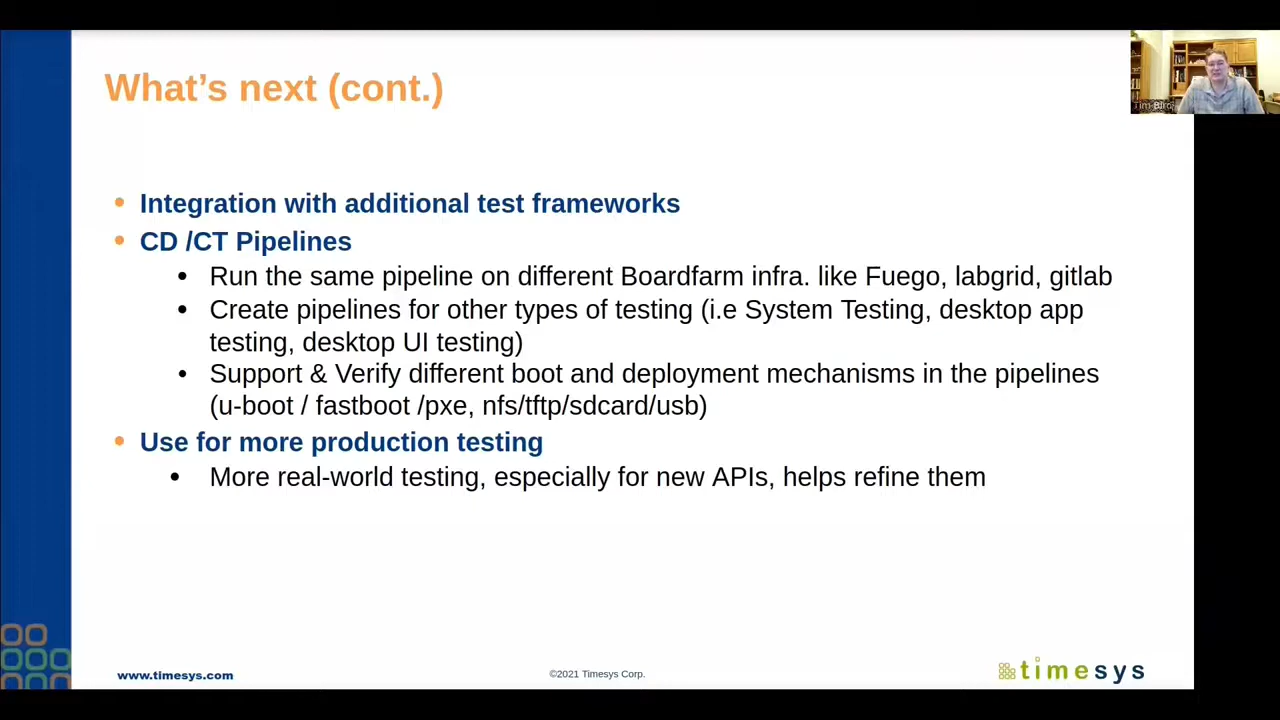 What's next (cont.)
Tim Bird
• Integration with additional test frameworks
• CD /CT Pipelines
• Run the same pipeline on different Boardfarm infra. like Fuego, labgrid, gitlab
• Create pipelines for other types of testing (i.e System Testing, desktop app
testing, desktop UI testing)
• Support & Verify different boot and deployment mechanisms in the pipelines
(u-boot / fastboot /pxe, nfs/tftp/sdcard/usb)
• Use for more production testing
• More real-world testing, especially for new APIs, helps refine them
www.timesys.com
©2021 Timesys Corp.
timesys